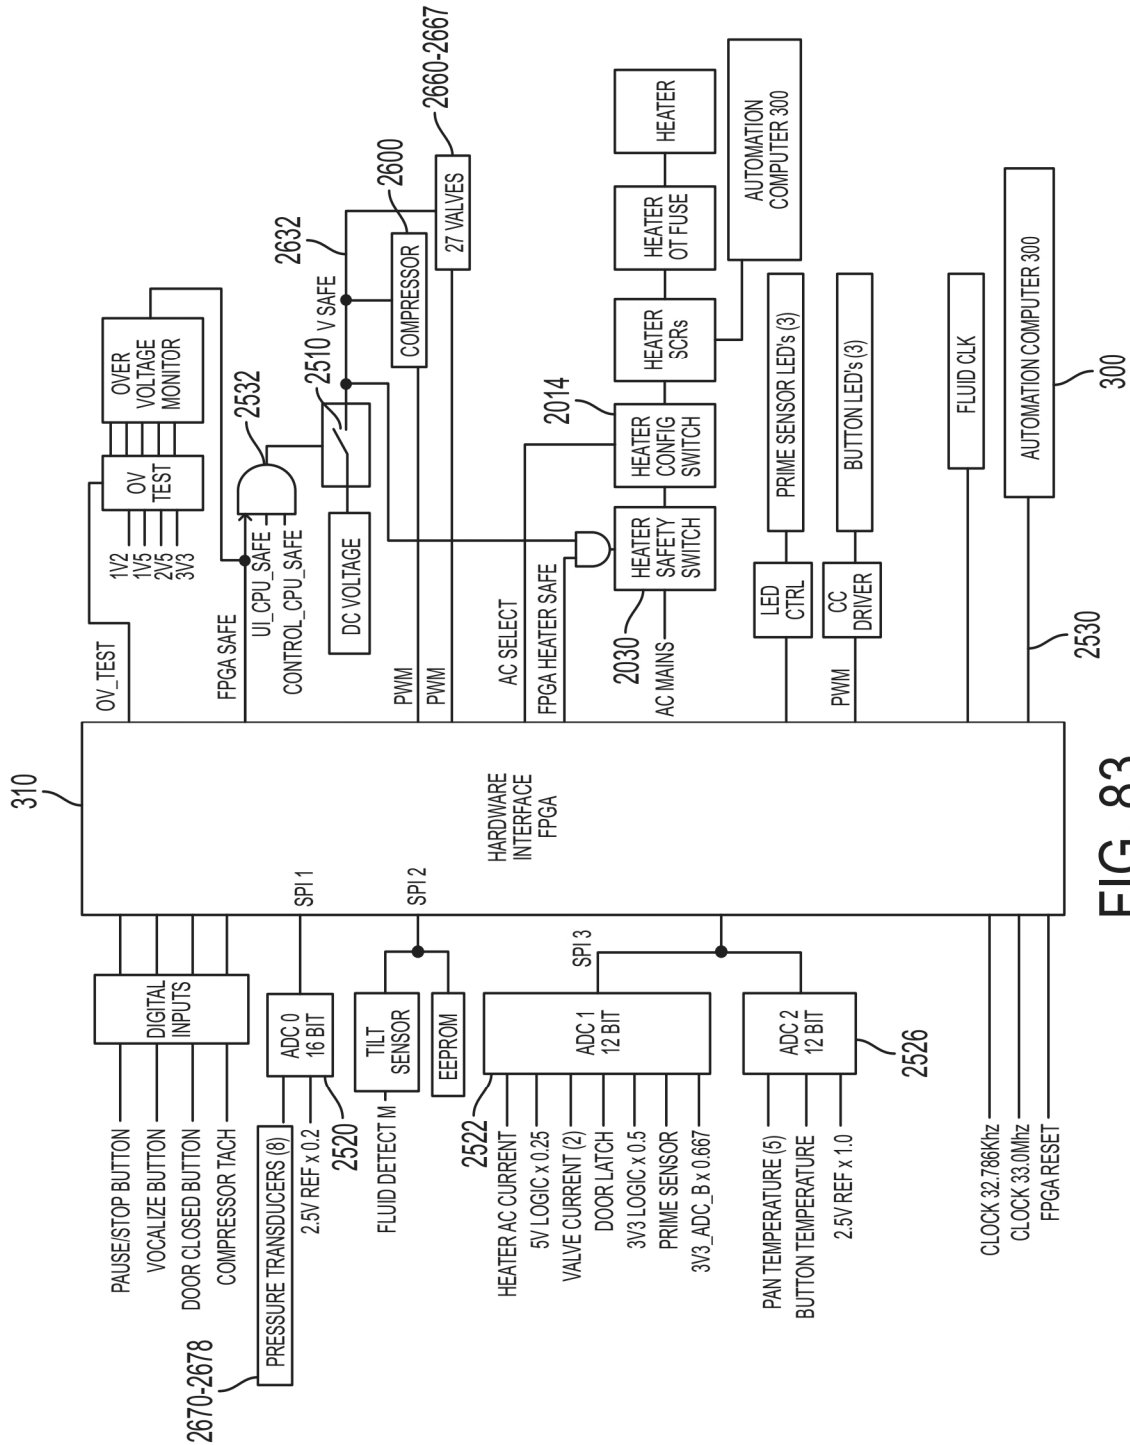 310
HARDWARE
INTERFACE
FPGA
SPI 1
SPI 2
SPI 3
PAUSE/STOP BUTTON
VOCALIZE BUTTON
DOOR CLOSED BUTTON
COMPRESSOR TACH
DIGITAL
INPUTS
2670-2678
PRESSURE TRANSDUCERS (8)
2.5V REF x 0.2
ADC 0
16 BIT
2520
FLUID DETECT M
TILT
SENSOR
EEPROM
2522
HEATER AC CURRENT
5V LOGIC x 0.25
VALVE CURRENT (2)
DOOR LATCH
3V3 LOGIC x 0.5
PRIME SENSOR
3V3_ADC_B x 0.667
ADC 1
12 BIT
PAN TEMPERATURE (5)
BUTTON TEMPERATURE
2.5V REF x 1.0
ADC 2
12 BIT
2526
CLOCK 32.786Khz
CLOCK 33.0Mhz
FPGA RESET
OV_TEST
1V2
1V5
2V5
3V3
OV
TEST
OVER
VOLTAGE
MONITOR
FPGA SAFE
UI_CPU_SAFE
CONTROL_CPU_SAFE
2532
DC VOLTAGE
2510
V SAFE
2632
PWM
COMPRESSOR
2600
PWM
27 VALVES
2660-2667
AC SELECT
FPGA HEATER SAFE
2030
AC MAINS
HEATER
SAFETY
SWITCH
2014
HEATER
CONFIG
SWITCH
HEATER
SCRs
HEATER
OT FUSE
HEATER
AUTOMATION
COMPUTER 300
LED
CTRL
PRIME SENSOR LED's (3)
PWM
CC
DRIVER
BUTTON LED's (3)
FLUID CLK
2530
AUTOMATION COMPUTER 300
300
FIG. 83